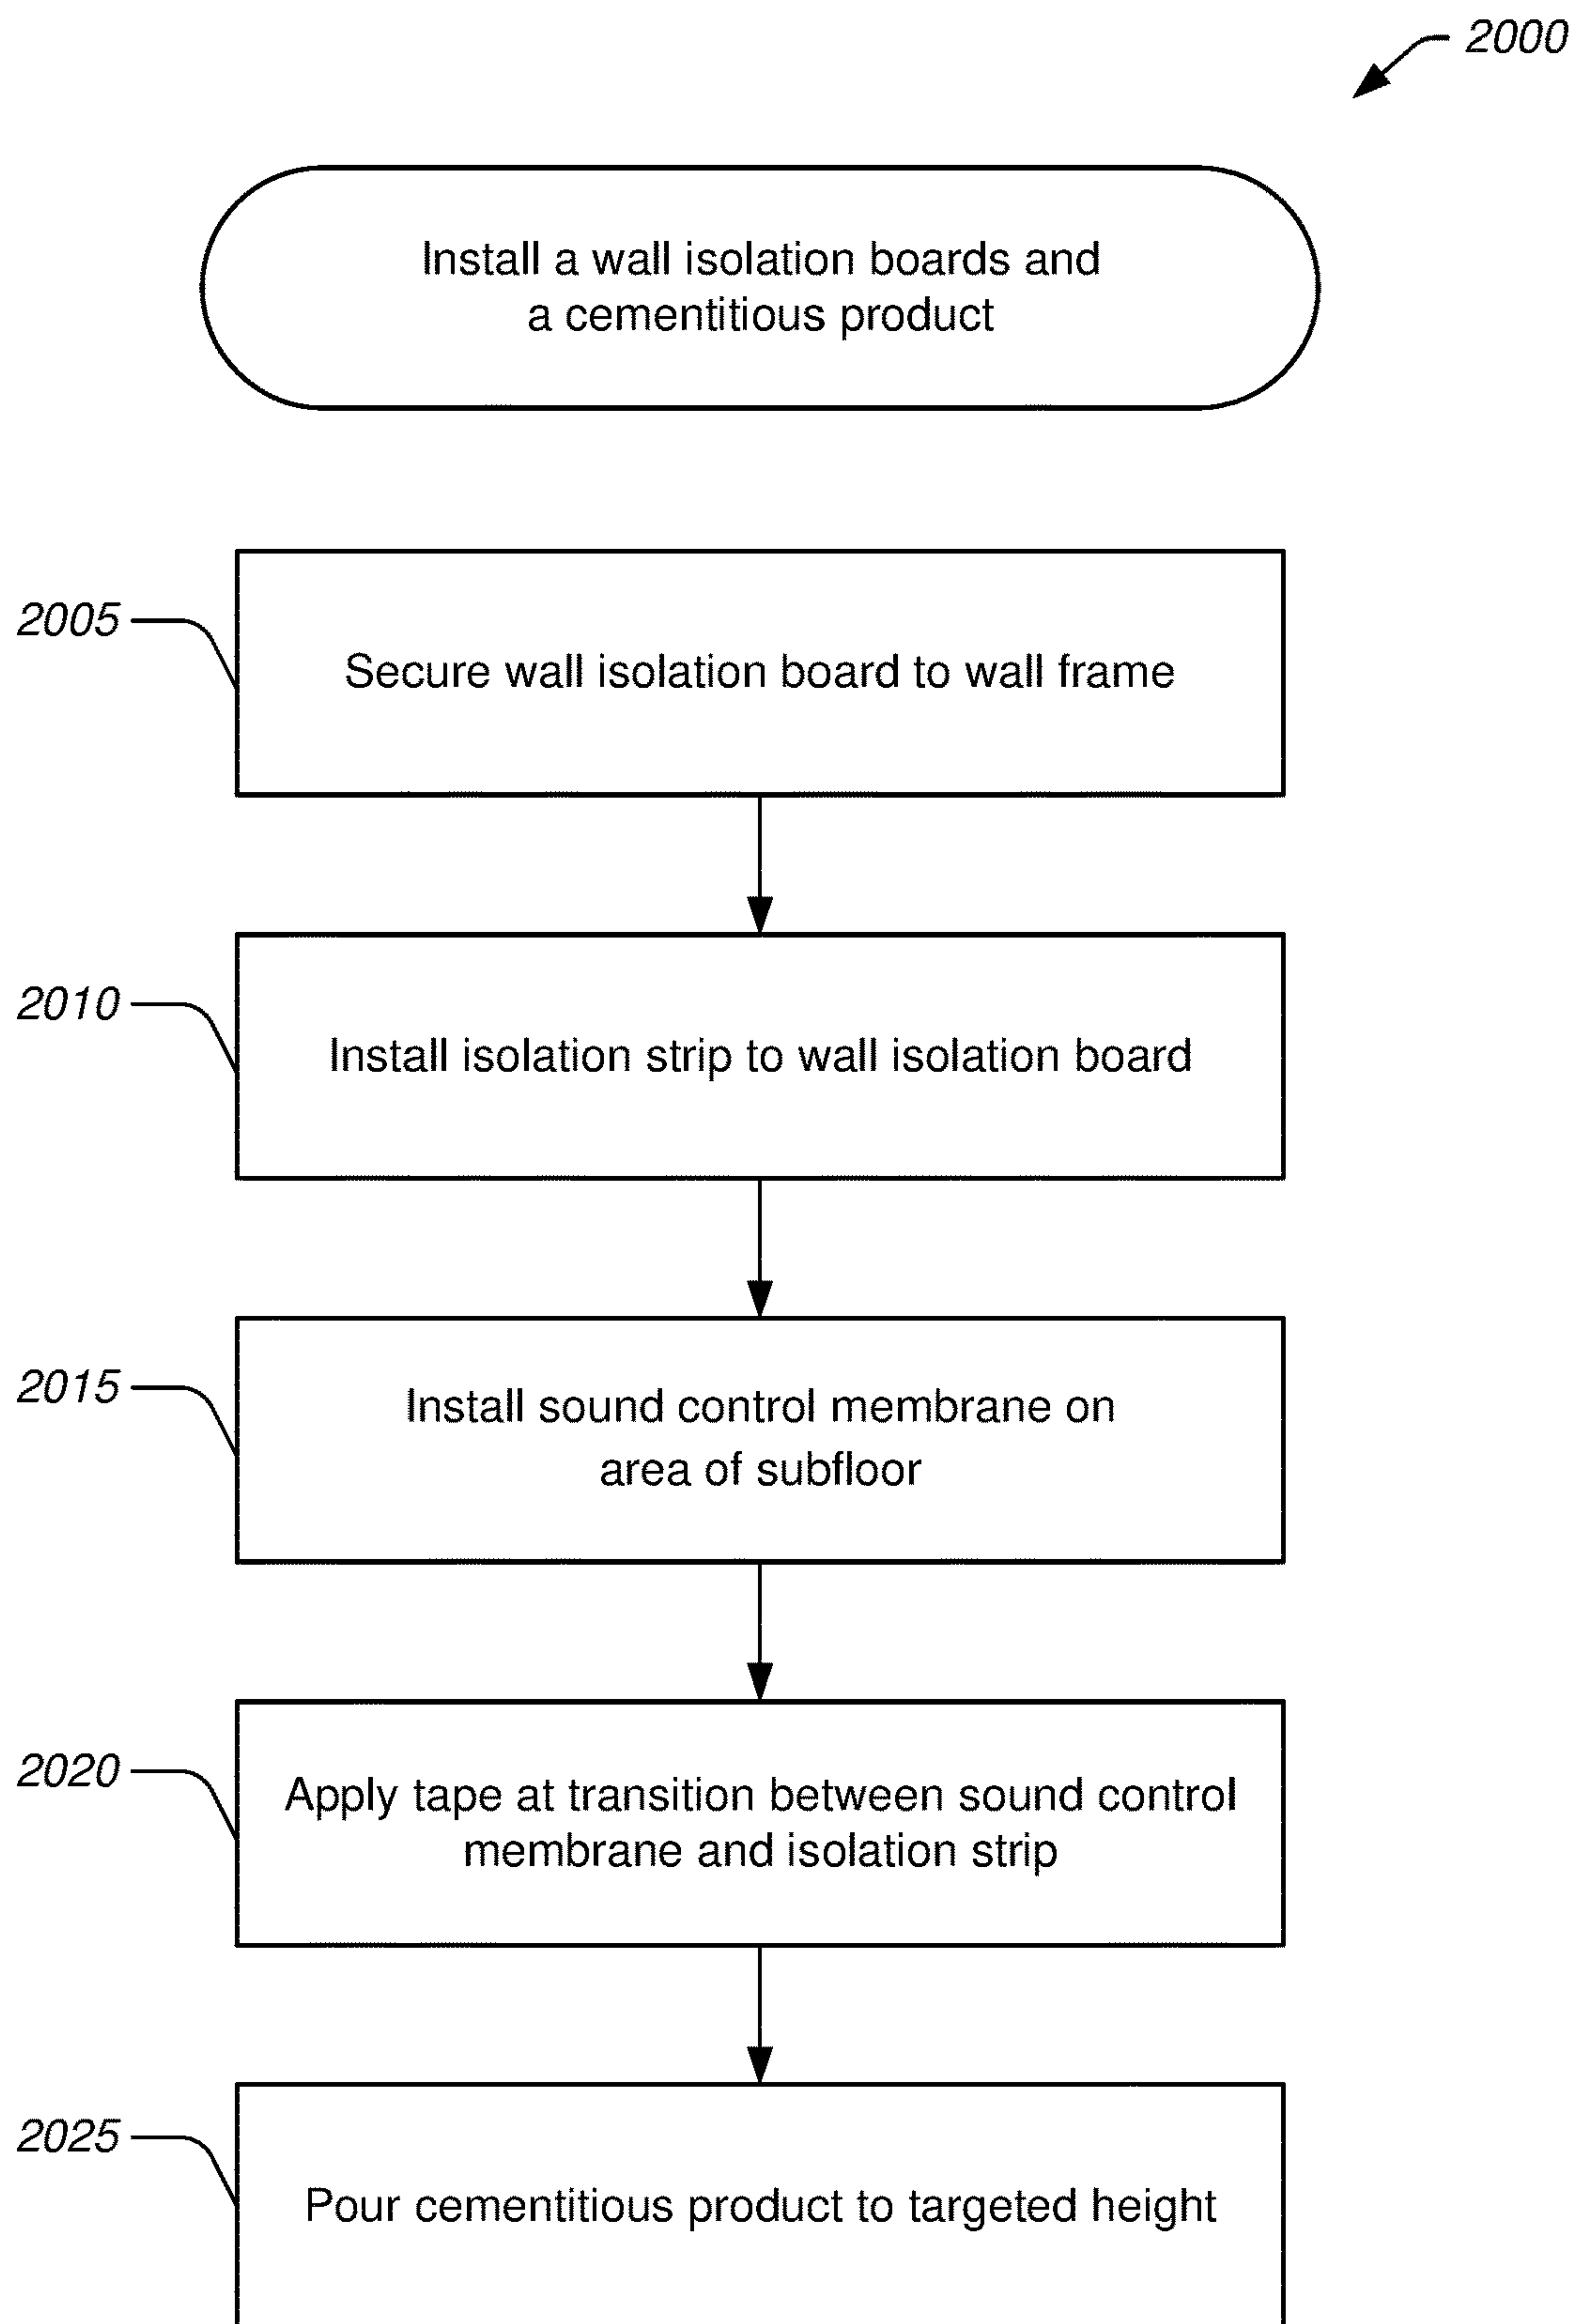 2000
Install a wall isolation boards and
a cementitious product
2005
Secure wall isolation board to wall frame
2010
Install isolation strip to wall isolation board
2015
Install sound control membrane on
area of subfloor
2020
Apply tape at transition between sound control
membrane and isolation strip
2025
Pour cementitious product to targeted height